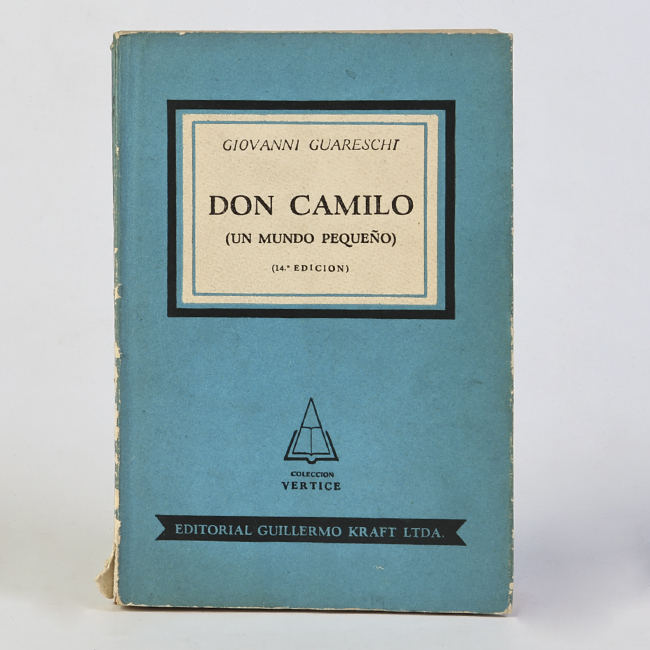 GIOVANNI GUARESCHI
DON CAMILO
(UN MUNDO PEQUEÑO)
(14.ª EDICION)
COLECCION
VERTICE
EDITORIAL GUILLERMO KRAFT LTDA.